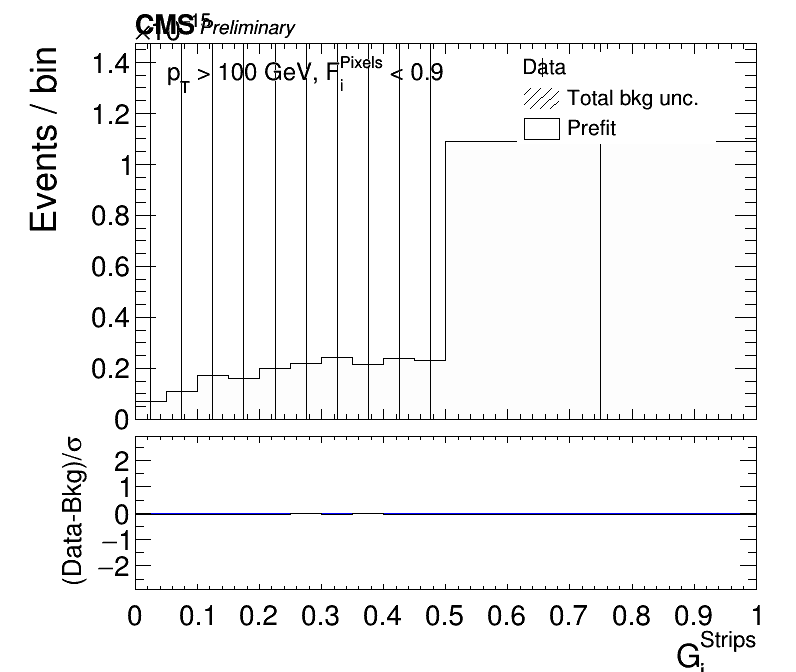 CMS Preliminary
×10^15
Events / bin
p_T > 100 GeV, F_i^Pixels < 0.9
Data
Total bkg unc.
Prefit
1.4
1.2
1
0.8
0.6
0.4
0.2
0
(Data-Bkg)/σ
2
1
0
−1
−2
0 0.1 0.2 0.3 0.4 0.5 0.6 0.7 0.8 0.9 1
G_i^Strips